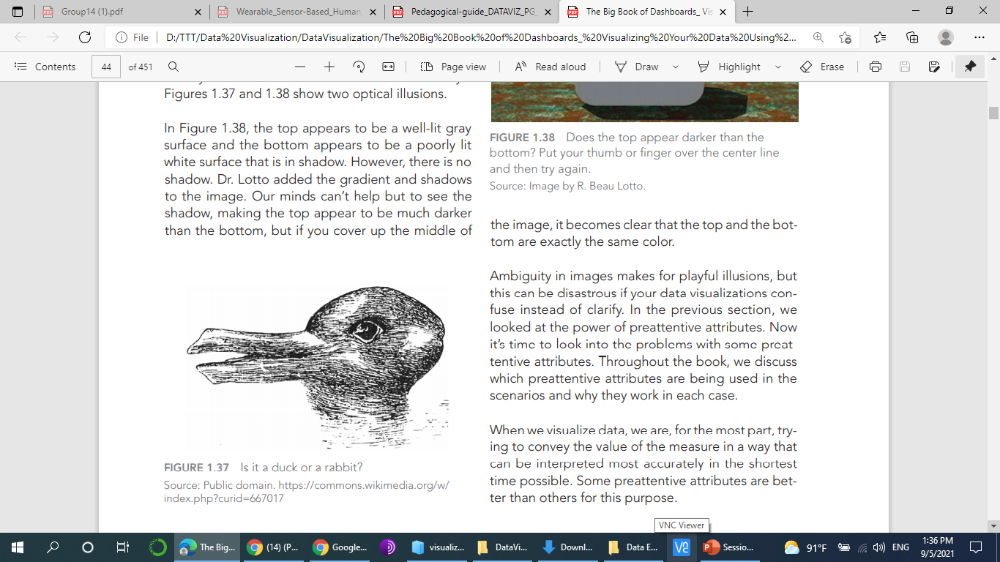 Group14 (1).pdf
Wearable_Sensor-Based_Human_
Pedagogical-guide_DATAVIZ_PG_
The Big Book of Dashboards_ Vis
File
D:/TTT/Data%20Visualization/DataVisualization/The%20Big%20Book%20of%20Dashboards_%20Visualizing%20Your%20Data%20Using%2...
Contents
44
of 451
Page view
Read aloud
Draw
Highlight
Erase
Figures 1.37 and 1.38 show two optical illusions.
In Figure 1.38, the top appears to be a well-lit gray
surface and the bottom appears to be a poorly lit
white surface that is in shadow. However, there is no
shadow. Dr. Lotto added the gradient and shadows
to the image. Our minds can't help but to see the
shadow, making the top appear to be much darker
than the bottom, but if you cover up the middle of
FIGURE 1.37 Is it a duck or a rabbit?
Source: Public domain. https://commons.wikimedia.org/w/
index.php?curid=667017
FIGURE 1.38 Does the top appear darker than the
bottom? Put your thumb or finger over the center line
and then try again.
Source: Image by R. Beau Lotto.
the image, it becomes clear that the top and the bot-
tom are exactly the same color.
Ambiguity in images makes for playful illusions, but
this can be disastrous if your data visualizations con-
fuse instead of clarify. In the previous section, we
looked at the power of preattentive attributes. Now
it's time to look into the problems with some preat
tentive attributes. Throughout the book, we discuss
which preattentive attributes are being used in the
scenarios and why they work in each case.
When we visualize data, we are, for the most part, try-
ing to convey the value of the measure in a way that
can be interpreted most accurately in the shortest
time possible. Some preattentive attributes are bet-
ter than others for this purpose.
VNC Viewer
The Big...
(14) (P...
Google...
visualiz...
DataVi...
Downl...
Data E...
Sessio...
91°F
ENG
1:36 PM
9/5/2021